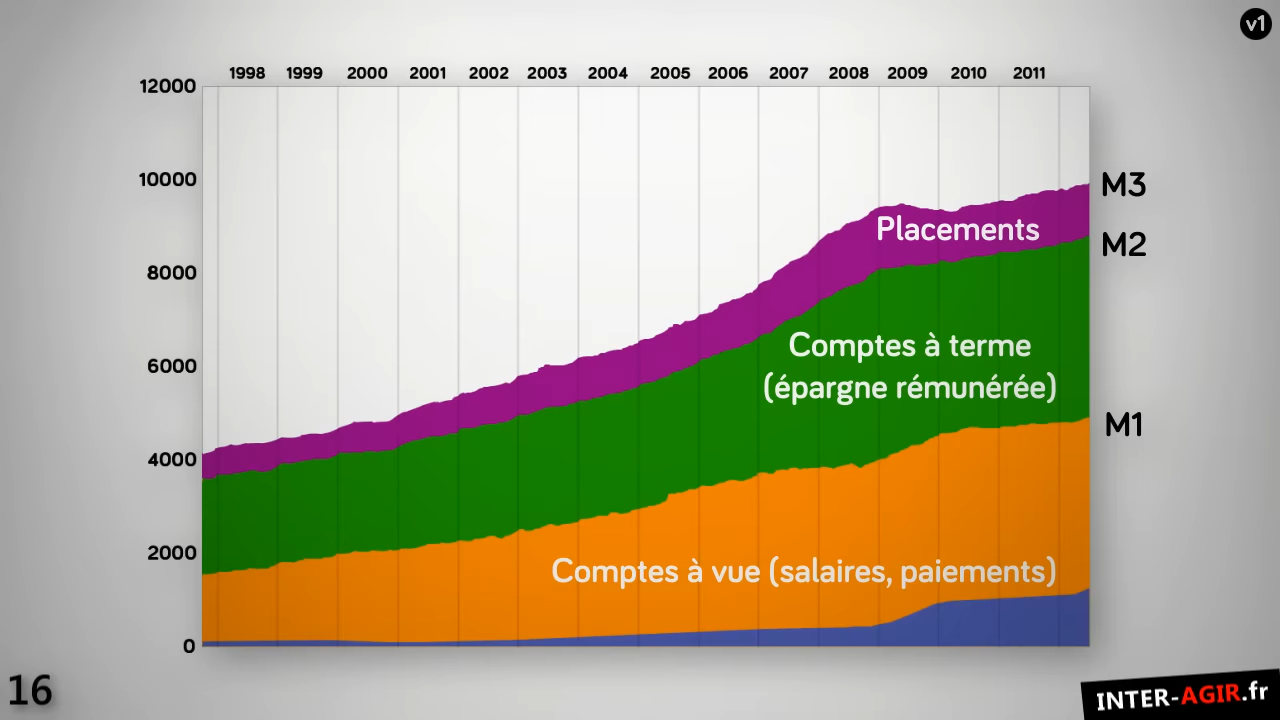 v1
1998 1999 2000 2001 2002 2003 2004 2005 2006 2007 2008 2009 2010 2011
12000
10000
8000
6000
4000
2000
0
M3
Placements
M2
Comptes à terme
(épargne rémunérée)
M1
Comptes à vue (salaires, paiements)
16
INTER-AGIR.fr